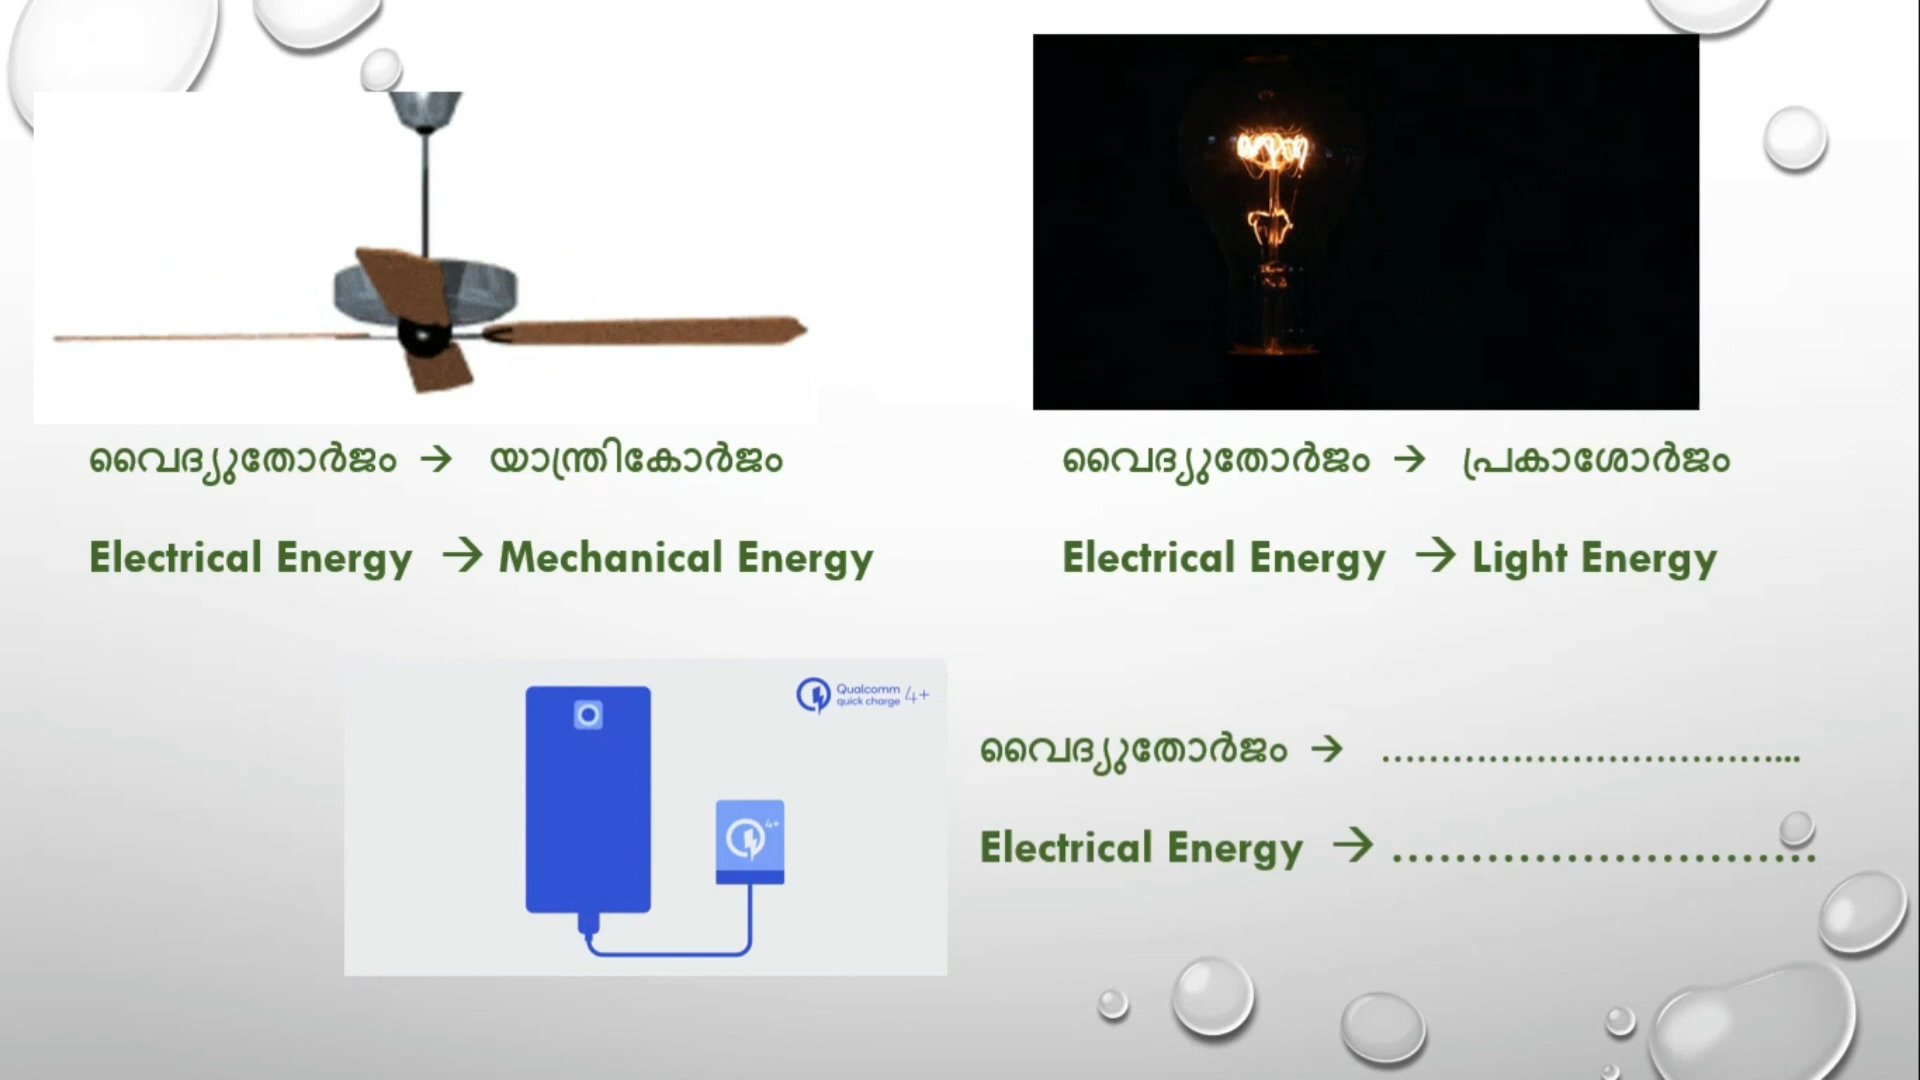 വൈദ്യുതോർജം → യാന്ത്രികോർജം
Electrical Energy → Mechanical Energy
വൈദ്യുതോർജം → പ്രകാശോർജം
Electrical Energy → Light Energy
Qualcomm
quick charge 4+
4+
വൈദ്യുതോർജം → ………………………………...
Electrical Energy → ………………………….